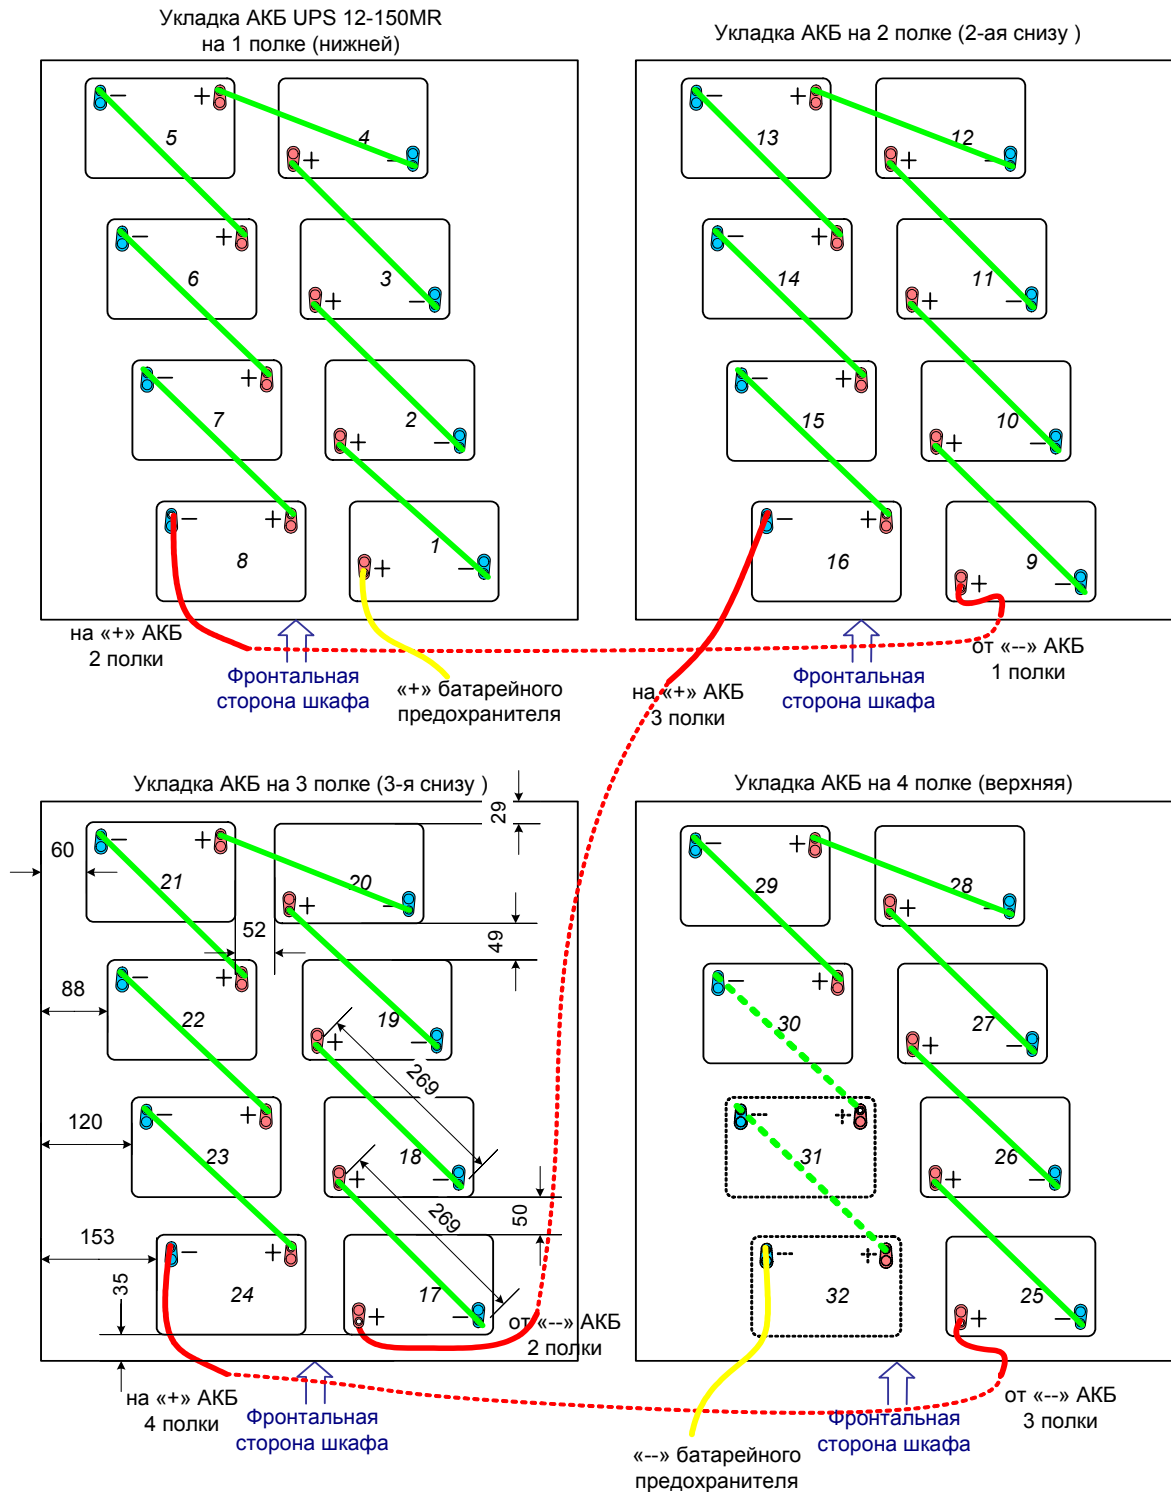 Укладка АКБ UPS 12-150MR
на 1 полке (нижней)
5
4
6
3
7
2
8
1
на «+» АКБ
2 полки
Фронтальная
сторона шкафа
«+» батарейного
предохранителя
Укладка АКБ на 2 полке (2-ая снизу )
13
12
14
11
15
10
16
9
на «+» АКБ
3 полки
Фронтальная
сторона шкафа
от «--» АКБ
1 полки
Укладка АКБ на 3 полке (3-я снизу )
29
60
21
20
52
49
88
22
19
269
120
23
18
269
50
153
24
17
35
от «--» АКБ
2 полки
на «+» АКБ
4 полки
Фронтальная
сторона шкафа
Укладка АКБ на 4 полке (верхняя)
29
28
30
27
31
26
32
25
Фронтальная
сторона шкафа
от «--» АКБ
3 полки
«--» батарейного
предохранителя